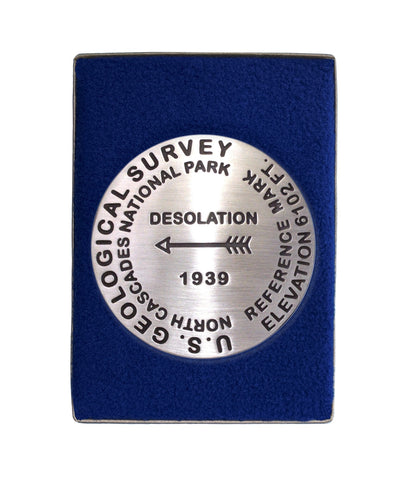 U.S. GEOLOGICAL SURVEY
NORTH CASCADES NATIONAL PARK
DESOLATION
1939
REFERENCE MARK
ELEVATION 6102 FT.